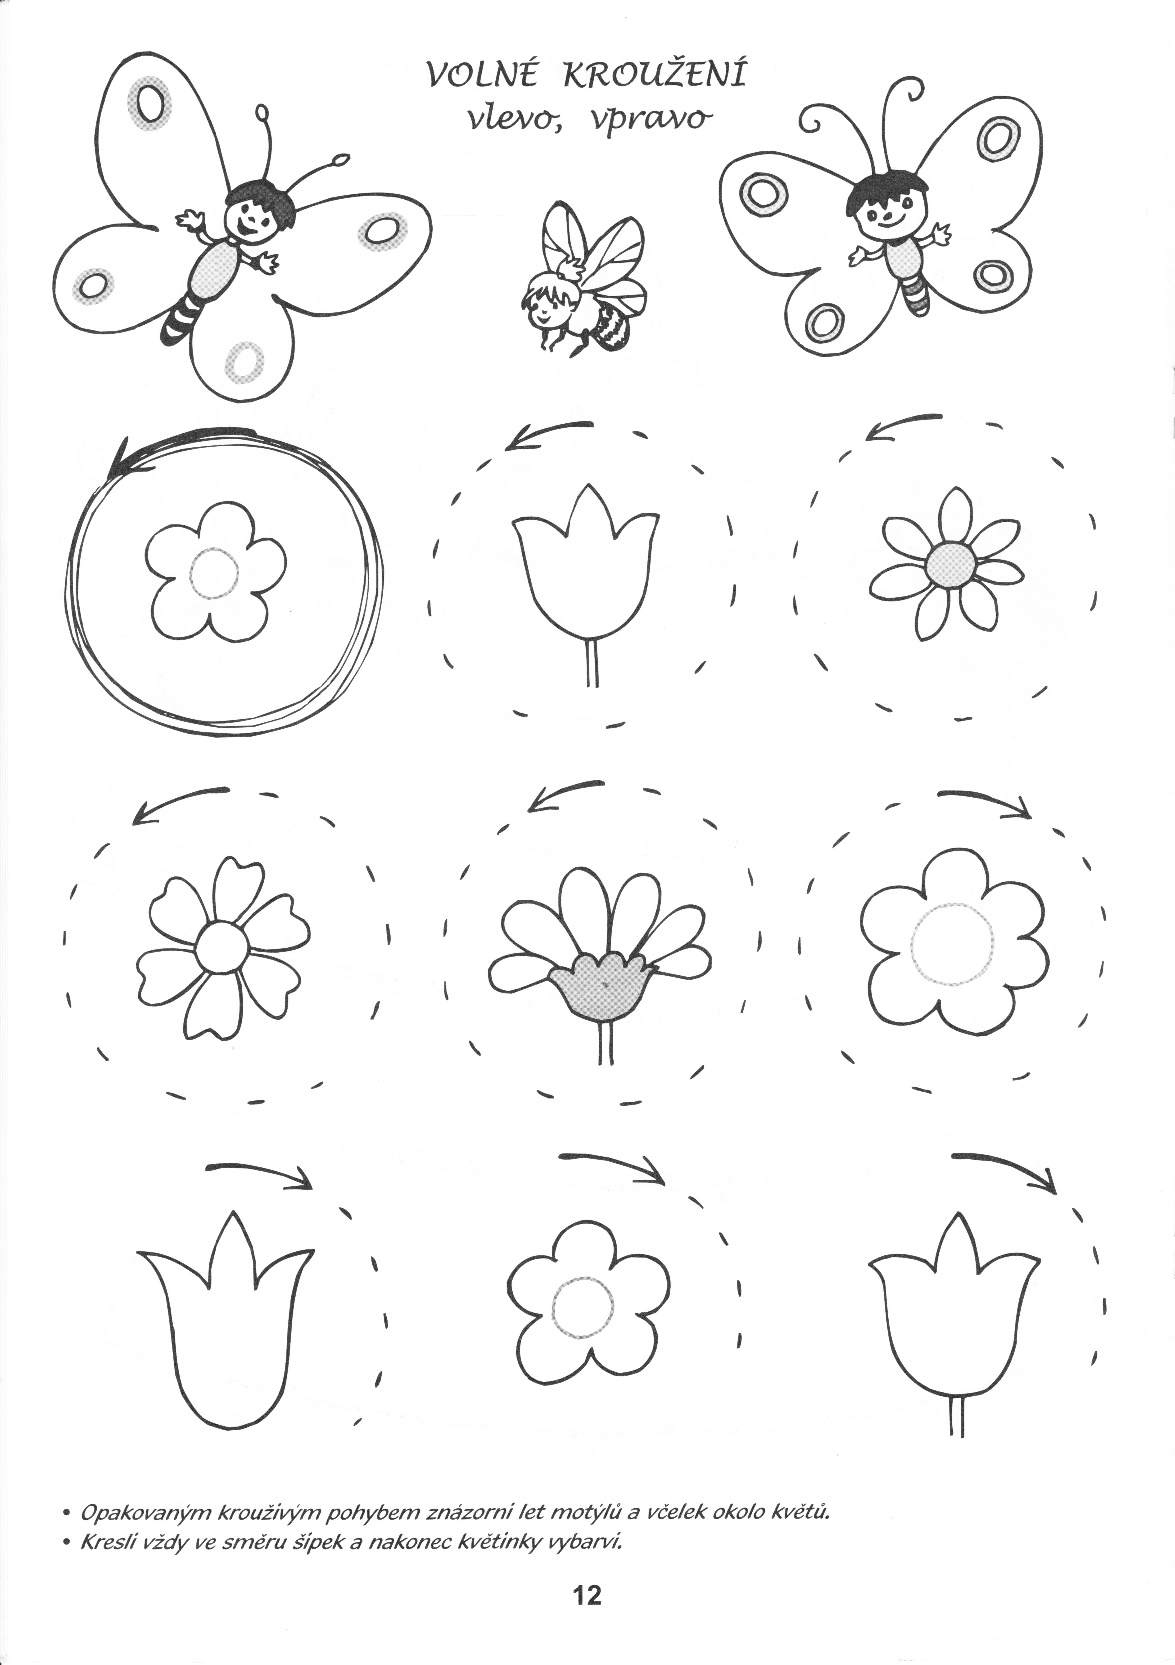 VOLNÉ KROUŽENÍ
vlevo, vpravo
• Opakovaným krouživým pohybem znázorni let motýlů a včelek okolo květů.
• Kresli vždy ve směru šipek a nakonec květinky vybarvi.
12